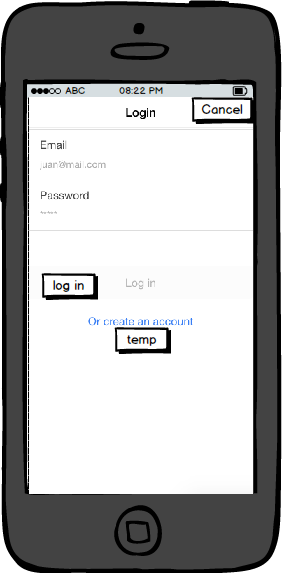 ABC 08:22 PM
Login
Cancel
Email
juan@mail.com
Password
****
log in
Log in
Or create an account
temp